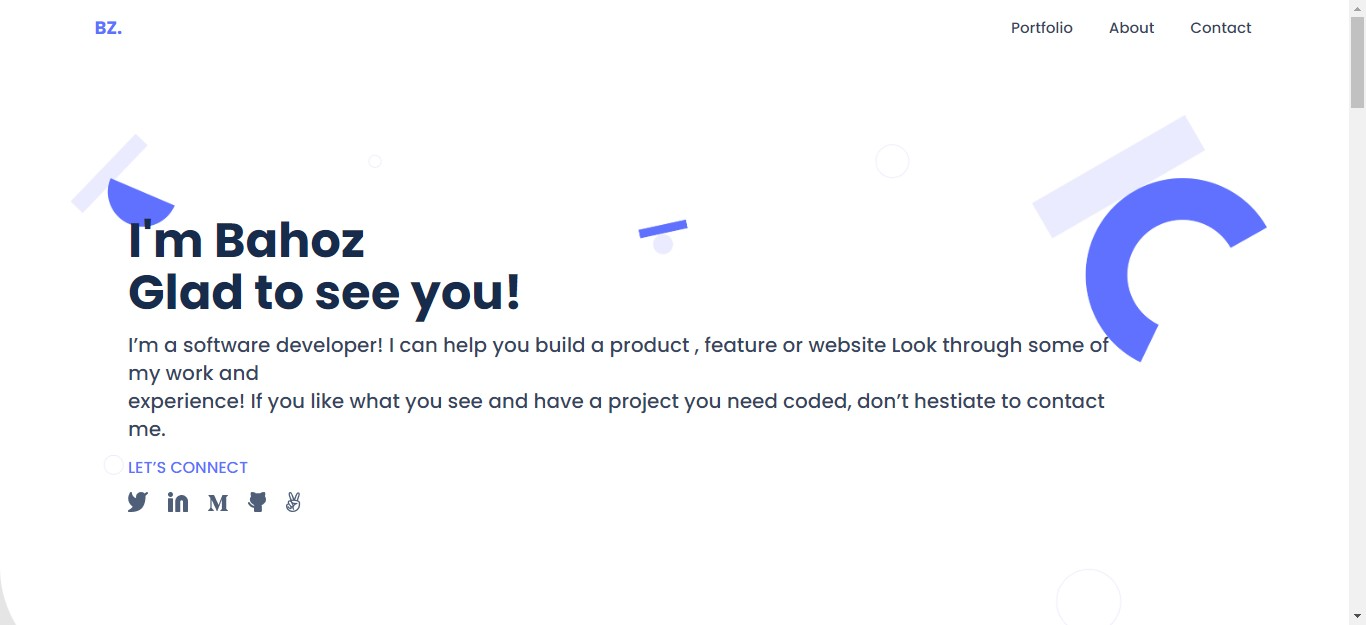 BZ.
Portfolio About Contact
I'm Bahoz
Glad to see you!
I’m a software developer! I can help you build a product , feature or website Look through some of
my work and
experience! If you like what you see and have a project you need coded, don’t hestiate to contact
me.
LET’S CONNECT